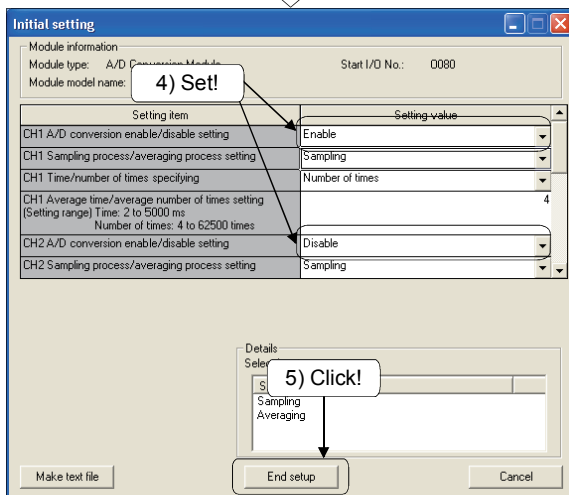 Initial setting
Module information
Module type: A/D Conversion Module Start I/O No.: 0080
Module model name:
4) Set!
Setting item Setting value
CH1 A/D conversion enable/disable setting Enable
CH1 Sampling process/averaging process setting Sampling
CH1 Time/number of times specifying Number of times
CH1 Average time/average number of times setting 4
(Setting range) Time: 2 to 5000 ms
Number of times: 4 to 62500 times
CH2 A/D conversion enable/disable setting Disable
CH2 Sampling process/averaging process setting Sampling
Details
5) Click!
Sampling
Averaging
Make text file End setup Cancel